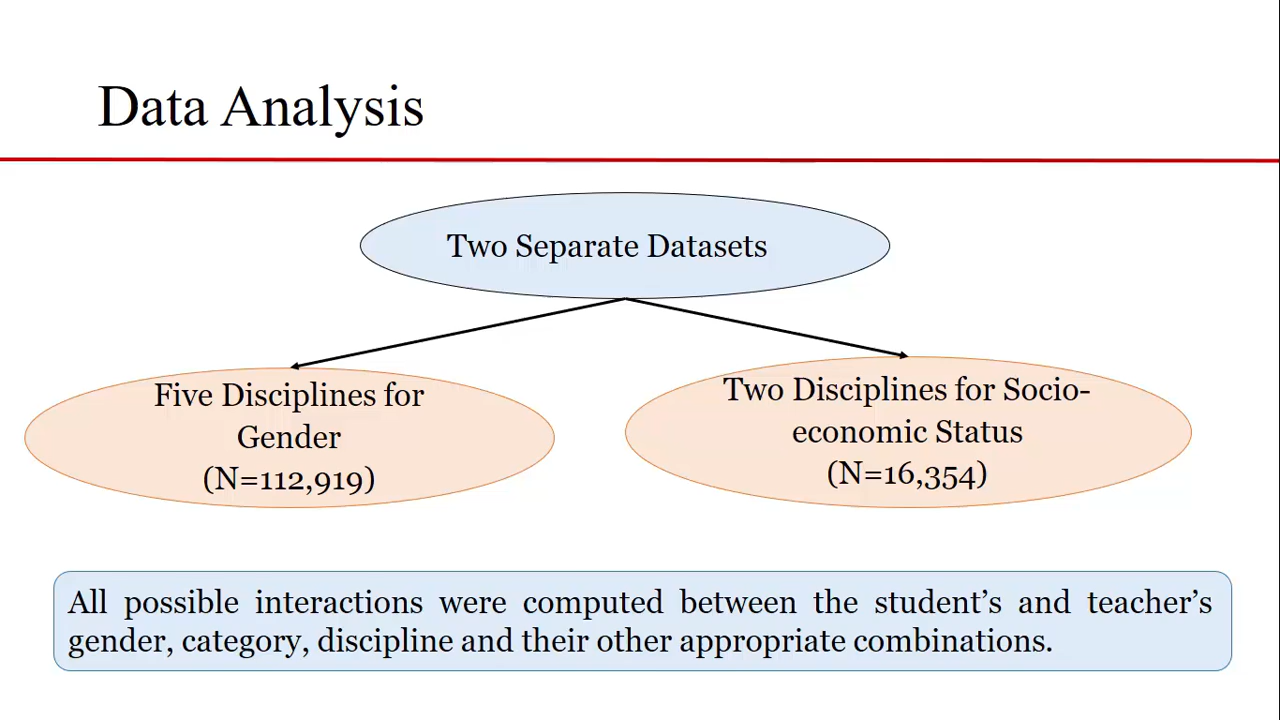 Data Analysis
Two Separate Datasets
Five Disciplines for
Gender
(N=112,919)
Two Disciplines for Socio-
economic Status
(N=16,354)
All possible interactions were computed between the student’s and teacher’s
gender, category, discipline and their other appropriate combinations.